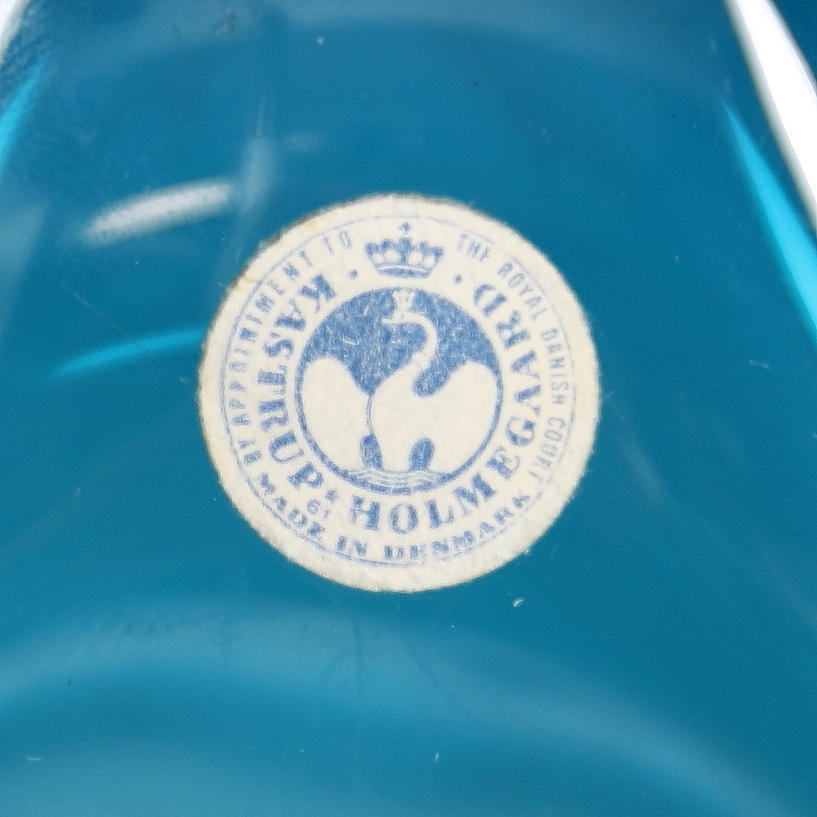 BY APPOINTMENT TO THE ROYAL DANISH COURT
KASTRUP & HOLMEGAARD
61
MADE IN DENMARK